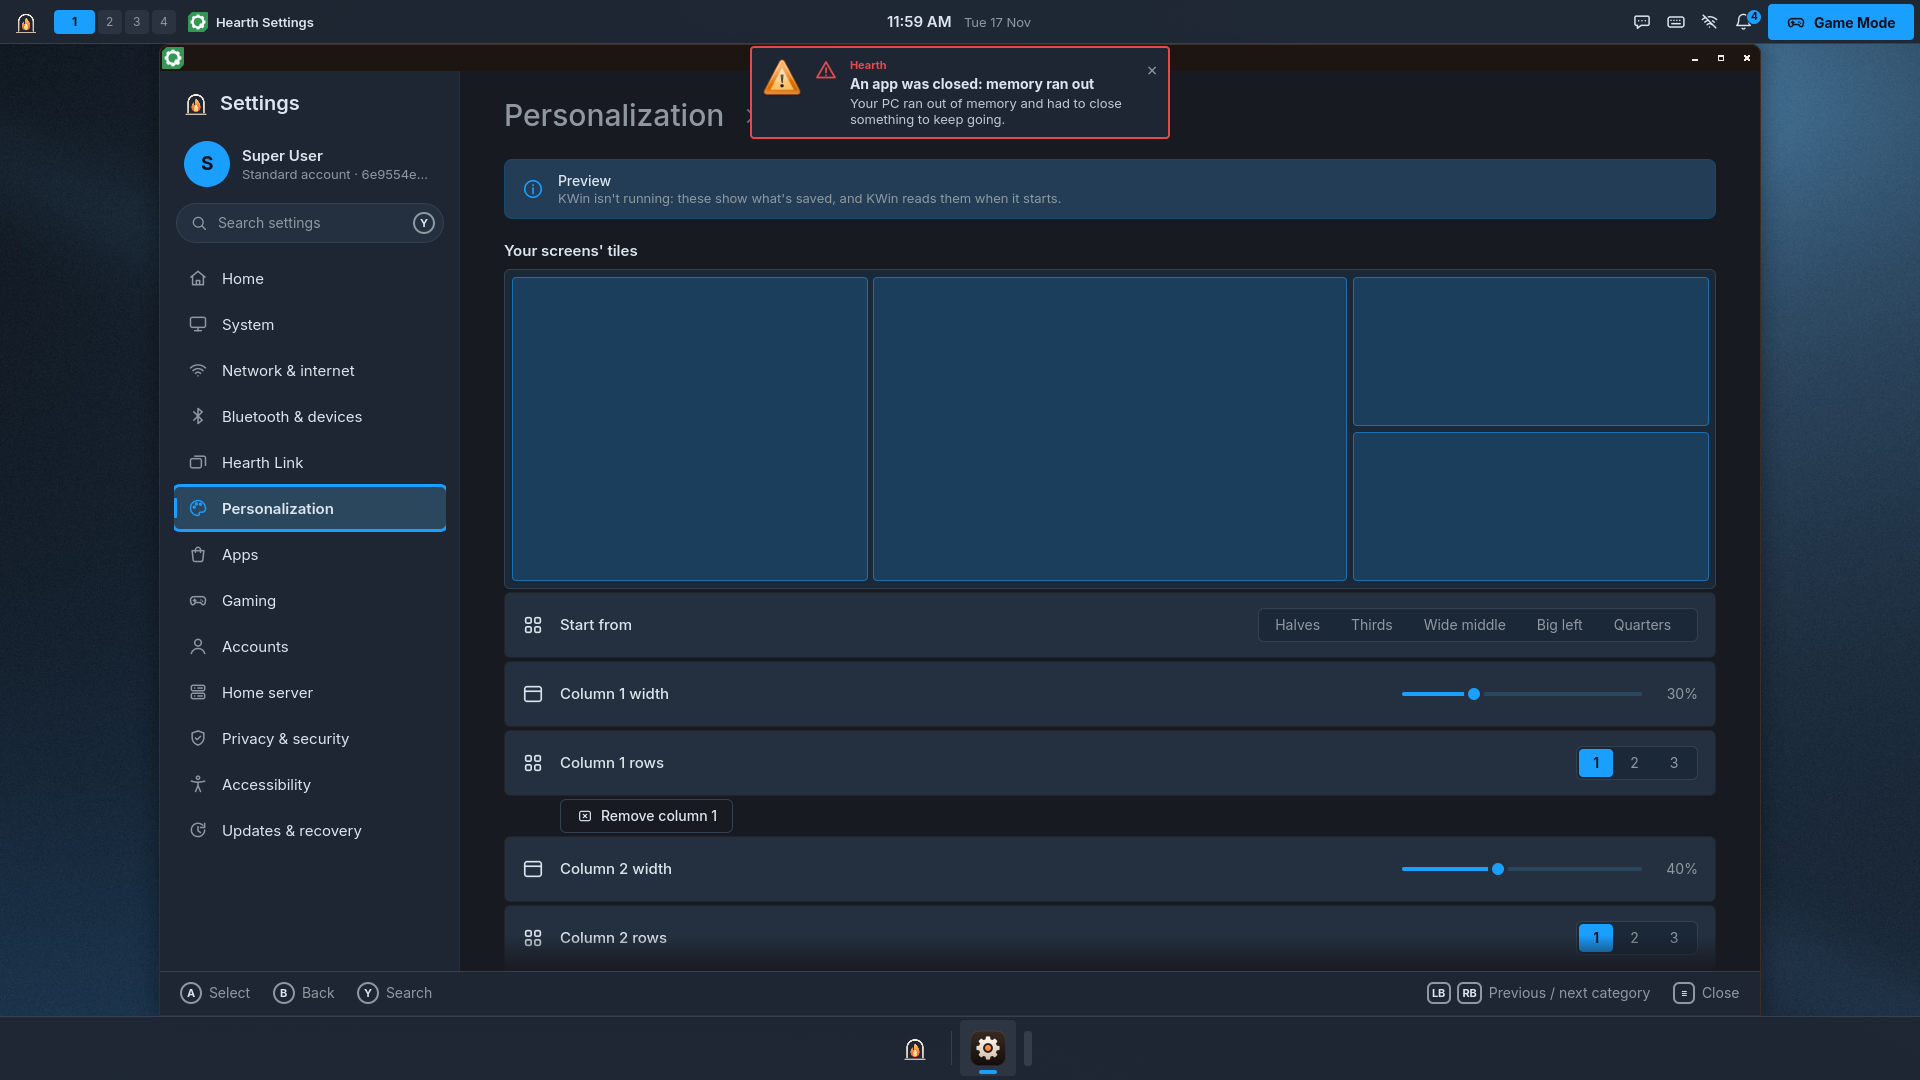 1
2
3
4
Hearth Settings
11:59 AM
Tue 17 Nov
4
Game Mode
Hearth
An app was closed: memory ran out
Your PC ran out of memory and had to close
something to keep going.
Settings
S
Super User
Standard account · 6e9554e...
Search settings
Y
Home
System
Network & internet
Bluetooth & devices
Hearth Link
Personalization
Apps
Gaming
Accounts
Home server
Privacy & security
Accessibility
Updates & recovery
Personalization
Preview
KWin isn't running: these show what's saved, and KWin reads them when it starts.
Your screens' tiles
Start from
Halves
Thirds
Wide middle
Big left
Quarters
Column 1 width
30%
Column 1 rows
1
2
3
Remove column 1
Column 2 width
40%
Column 2 rows
1
2
3
A Select
B Back
Y Search
LB RB Previous / next category
Close